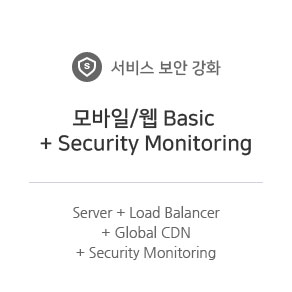 S
서비스 보안 강화
모바일/웹 Basic
+ Security Monitoring
Server + Load Balancer
+ Global CDN
+ Security Monitoring